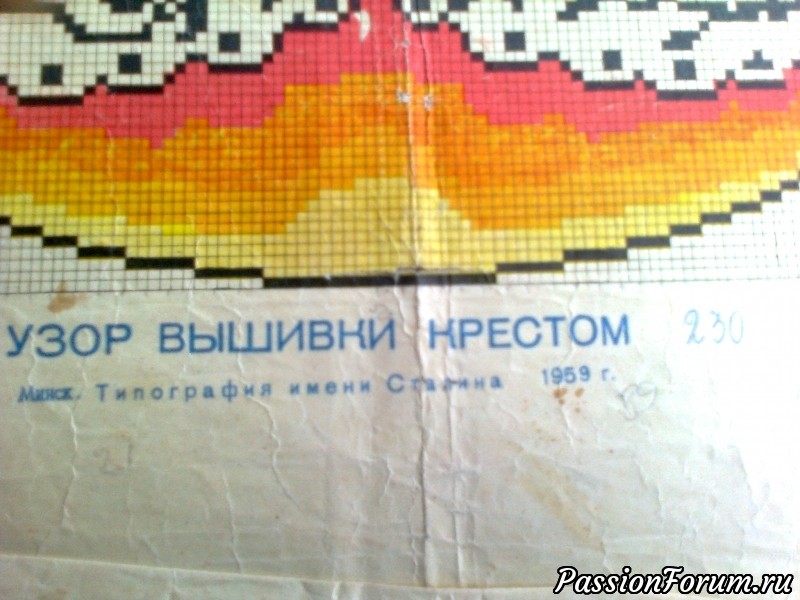 УЗОР ВЫШИВКИ КРЕСТОМ 230
Минск. Типография имени Сталина 1959 г.
PassionForum.ru